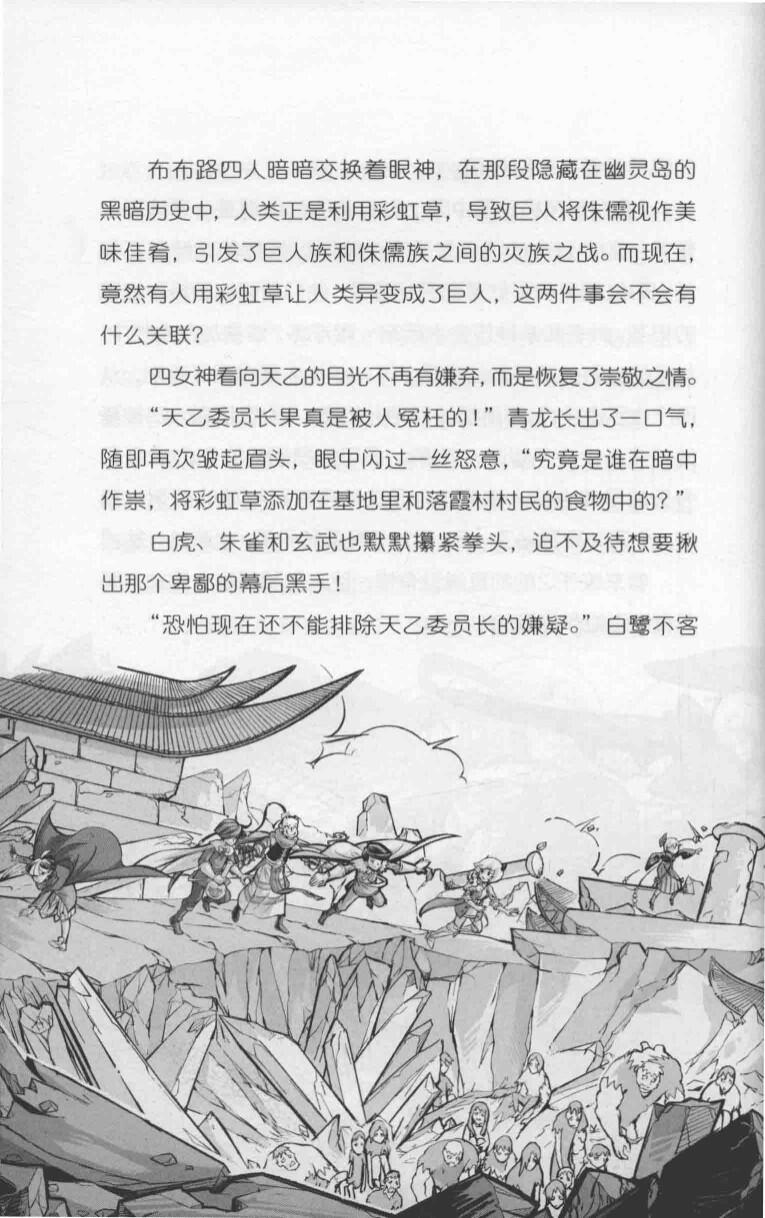 布布路四人暗暗交换着眼神，在那段隐藏在幽灵岛的
黑暗历史中，人类正是利用彩虹草，导致巨人将侏儒视作美
味佳肴，引发了巨人族和侏儒族之间的灭族之战。而现在，
竟然有人用彩虹草让人类异变成了巨人，这两件事会不会有
什么关联？
四女神看向天乙的目光不再有嫌弃，而是恢复了崇敬之情。
“天乙委员长果真是被人冤枉的！”青龙长出了一口气，
随即再次皱起眉头，眼中闪过一丝怒意，“究竟是谁在暗中
作祟，将彩虹草添加在基地里和落霞村村民的食物中的？”
白虎、朱雀和玄武也默默攥紧拳头，迫不及待想要揪
出那个卑鄙的幕后黑手！
“恐怕现在还不能排除天乙委员长的嫌疑。”白鹭不客